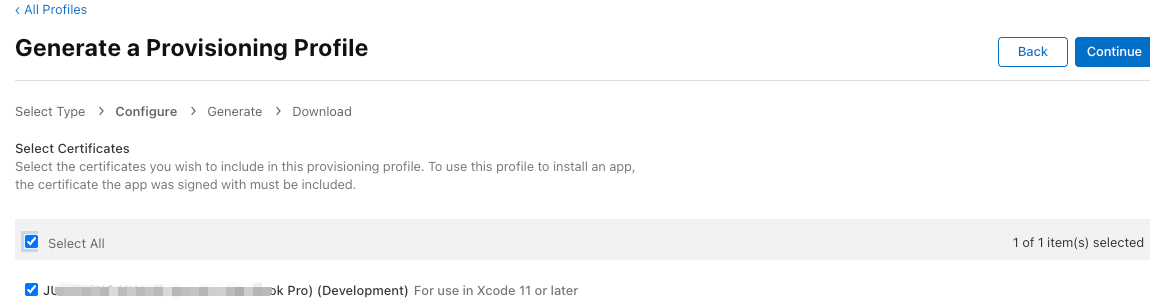 ‹ All Profiles
Generate a Provisioning Profile
Back Continue
Select Type > Configure > Generate > Download
Select Certificates
Select the certificates you wish to include in this provisioning profile. To use this profile to install an app,
the certificate the app was signed with must be included.
Select All 1 of 1 item(s) selected
Pro) (Development) For use in Xcode 11 or later